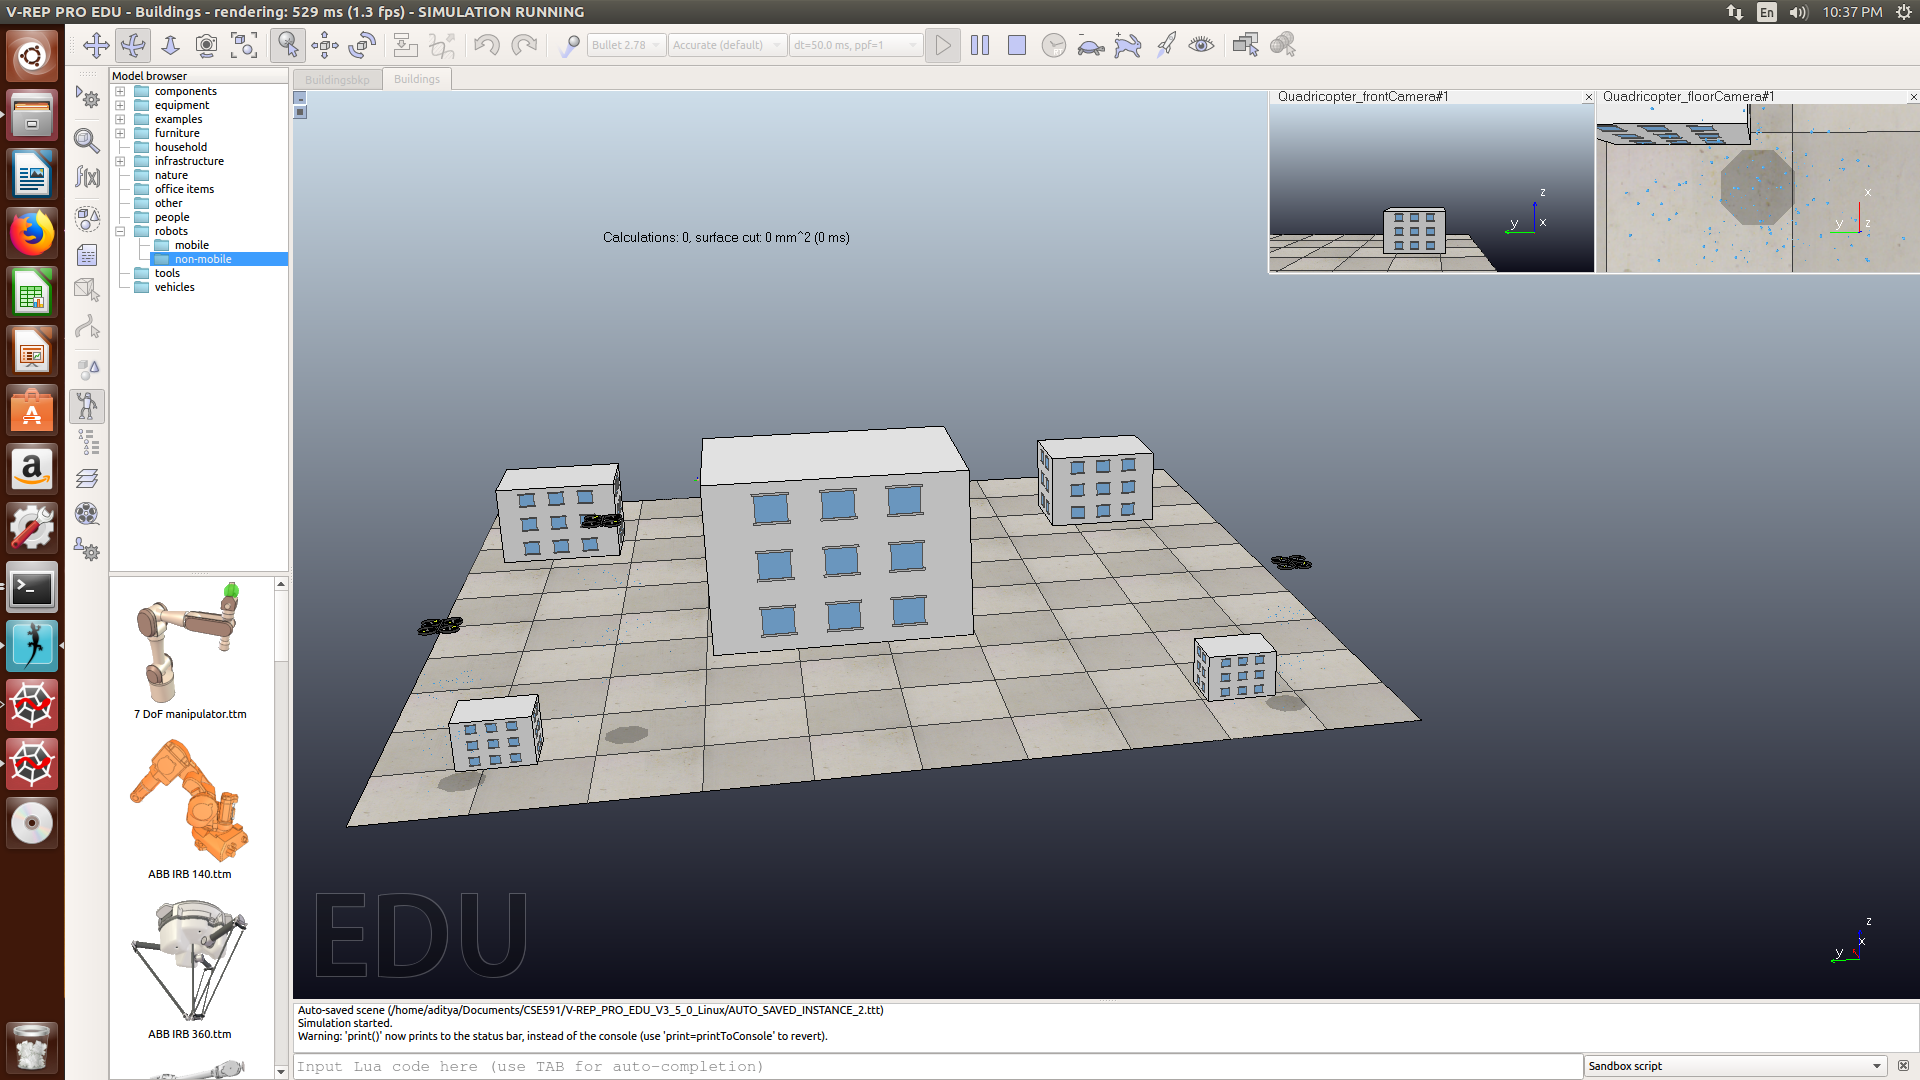 V-REP PRO EDU - Buildings - rendering: 529 ms (1.3 fps) - SIMULATION RUNNING
En
10:37 PM
Bullet 2.78
Accurate (default)
dt=50.0 ms, ppf=1
Model browser
components
equipment
examples
furniture
household
infrastructure
nature
office items
other
people
robots
mobile
non-mobile
tools
vehicles
7 DoF manipulator.ttm
ABB IRB 140.ttm
ABB IRB 360.ttm
Buildingsbkp
Buildings
Calculations: 0, surface cut: 0 mm^2 (0 ms)
Quadricopter_frontCamera#1
z
y
x
Quadricopter_floorCamera#1
x
y
z
EDU
z
x
y
Auto-saved scene (/home/aditya/Documents/CSE591/V-REP_PRO_EDU_V3_5_0_Linux/AUTO_SAVED_INSTANCE_2.ttt)
Simulation started.
Warning: 'print()' now prints to the status bar, instead of the console (use 'print=printToConsole' to revert).
Input Lua code here (use TAB for auto-completion)
Sandbox script